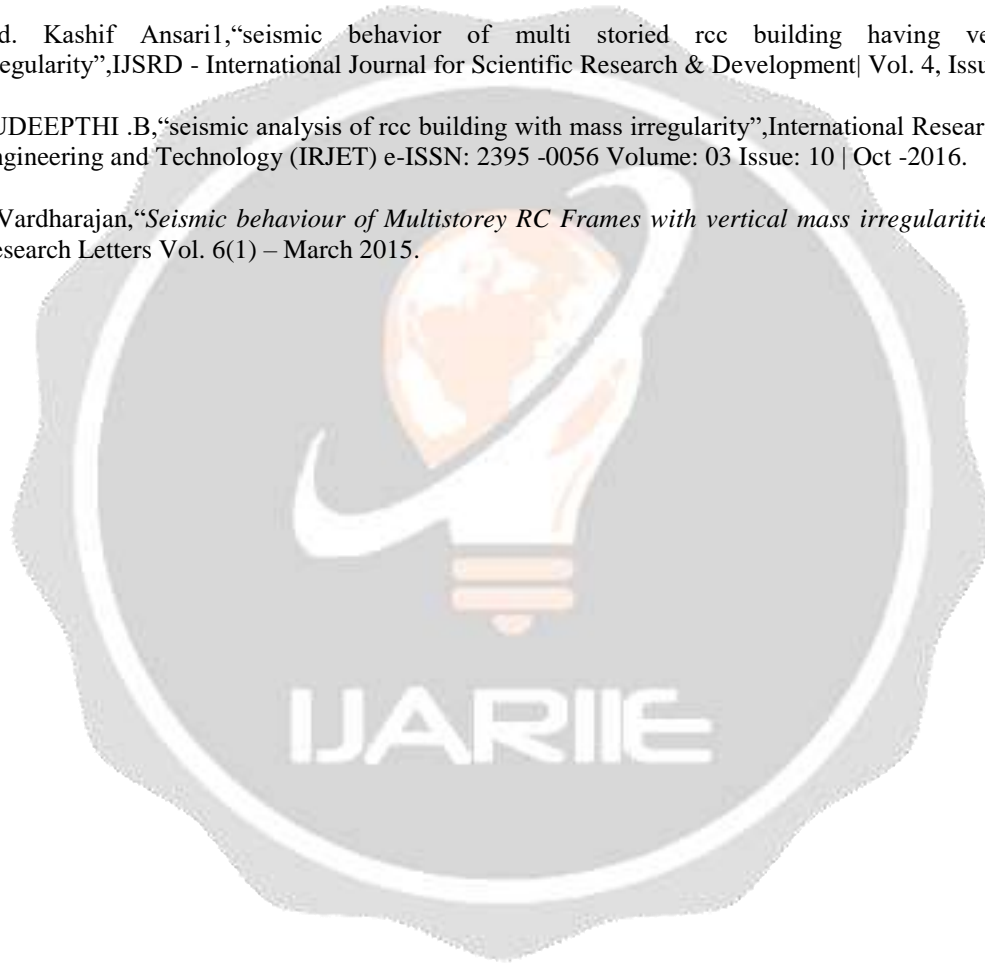 d. Kashif Ansari1,“seismic behavior of multi storied rcc building having ve
egularity”,IJSRD - International Journal for Scientific Research & Development| Vol. 4, Issu
UDEEPTHI .B,“seismic analysis of rcc building with mass irregularity”,International Resear
ngineering and Technology (IRJET) e-ISSN: 2395 -0056 Volume: 03 Issue: 10 | Oct -2016.
Vardharajan,“Seismic behaviour of Multistorey RC Frames with vertical mass irregularitie
esearch Letters Vol. 6(1) – March 2015.
IJARIIE